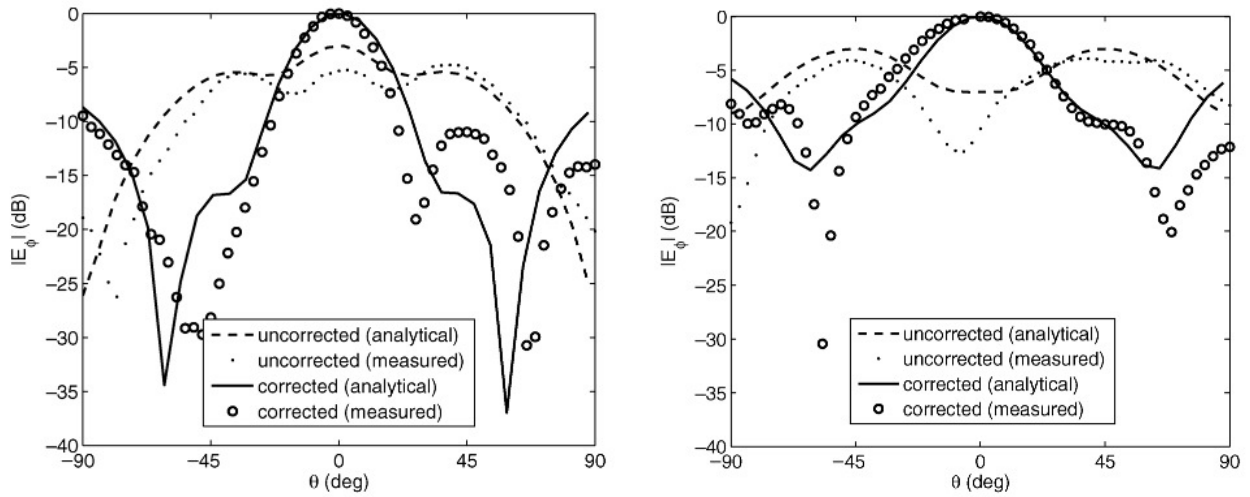 0
−5
−10
−15
−20
−25
−30
−35
−40
|E_ϕ| (dB)
−90
−45
0
45
90
θ (deg)
uncorrected (analytical)
uncorrected (measured)
corrected (analytical)
corrected (measured)
0
−5
−10
−15
−20
−25
−30
−35
−40
|E_ϕ| (dB)
−90
−45
0
45
90
θ (deg)
uncorrected (analytical)
uncorrected (measured)
corrected (analytical)
corrected (measured)